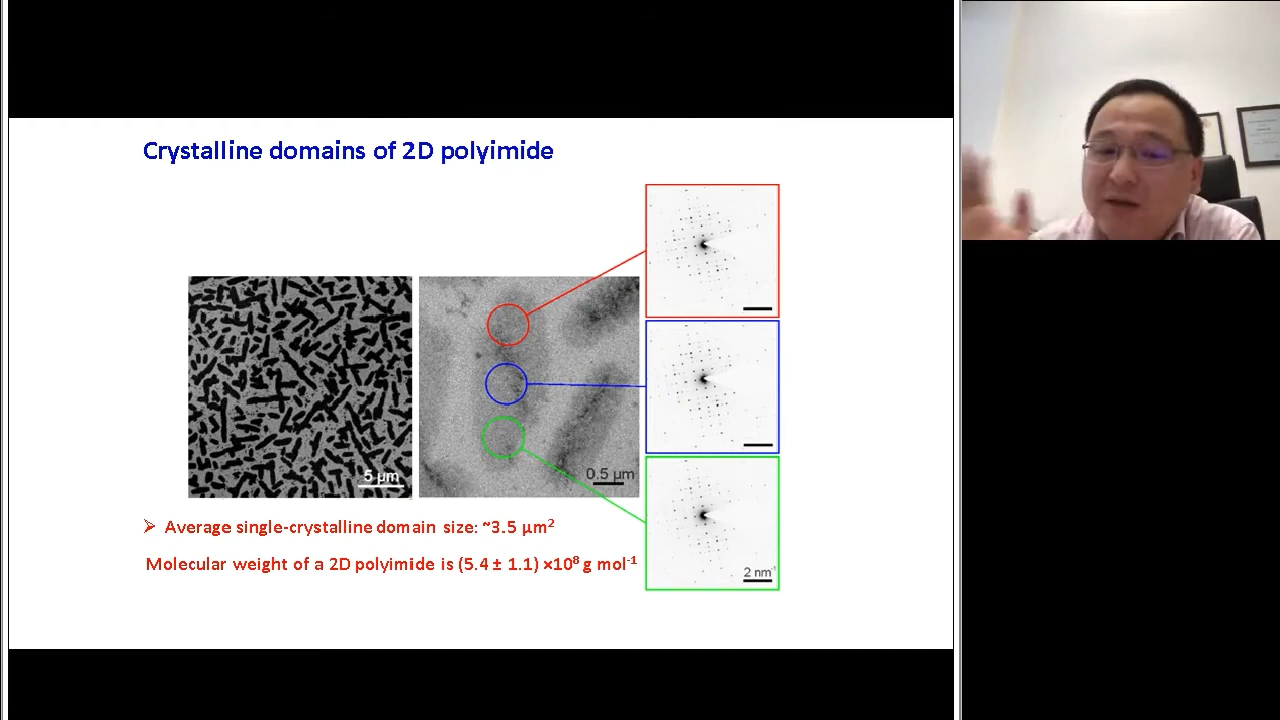 Crystalline domains of 2D polyimide
5 µm
0.5 µm
2 nm⁻¹
➢ Average single-crystalline domain size: ~3.5 µm²
Molecular weight of a 2D polyimide is (5.4 ± 1.1) ×10⁸ g mol⁻¹